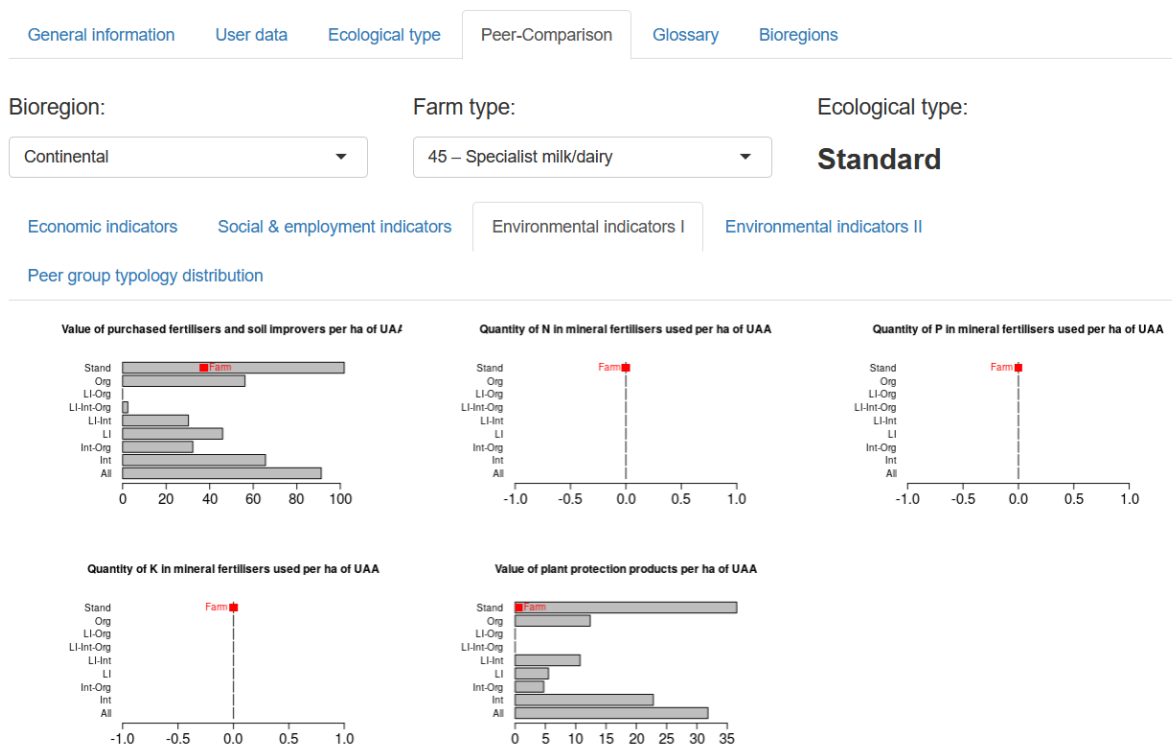 General information User data Ecological type Peer-Comparison Glossary Bioregions
Bioregion: Farm type: Ecological type:
Continental 45 – Specialist milk/dairy Standard
Economic indicators Social & employment indicators Environmental indicators I Environmental indicators II
Peer group typology distribution
Value of purchased fertilisers and soil improvers per ha of UAA
Stand Farm
Org
LI-Org
LI-Int-Org
LI-Int
LI
Int-Org
Int
All
0 20 40 60 80 100
Quantity of N in mineral fertilisers used per ha of UAA
Stand Farm
Org
LI-Org
LI-Int-Org
LI-Int
LI
Int-Org
Int
All
-1.0 -0.5 0.0 0.5 1.0
Quantity of P in mineral fertilisers used per ha of UAA
Stand Farm
Org
LI-Org
LI-Int-Org
LI-Int
LI
Int-Org
Int
All
-1.0 -0.5 0.0 0.5 1.0
Quantity of K in mineral fertilisers used per ha of UAA
Stand Farm
Org
LI-Org
LI-Int-Org
LI-Int
LI
Int-Org
Int
All
-1.0 -0.5 0.0 0.5 1.0
Value of plant protection products per ha of UAA
Stand Farm
Org
LI-Org
LI-Int-Org
LI-Int
LI
Int-Org
Int
All
0 5 10 15 20 25 30 35